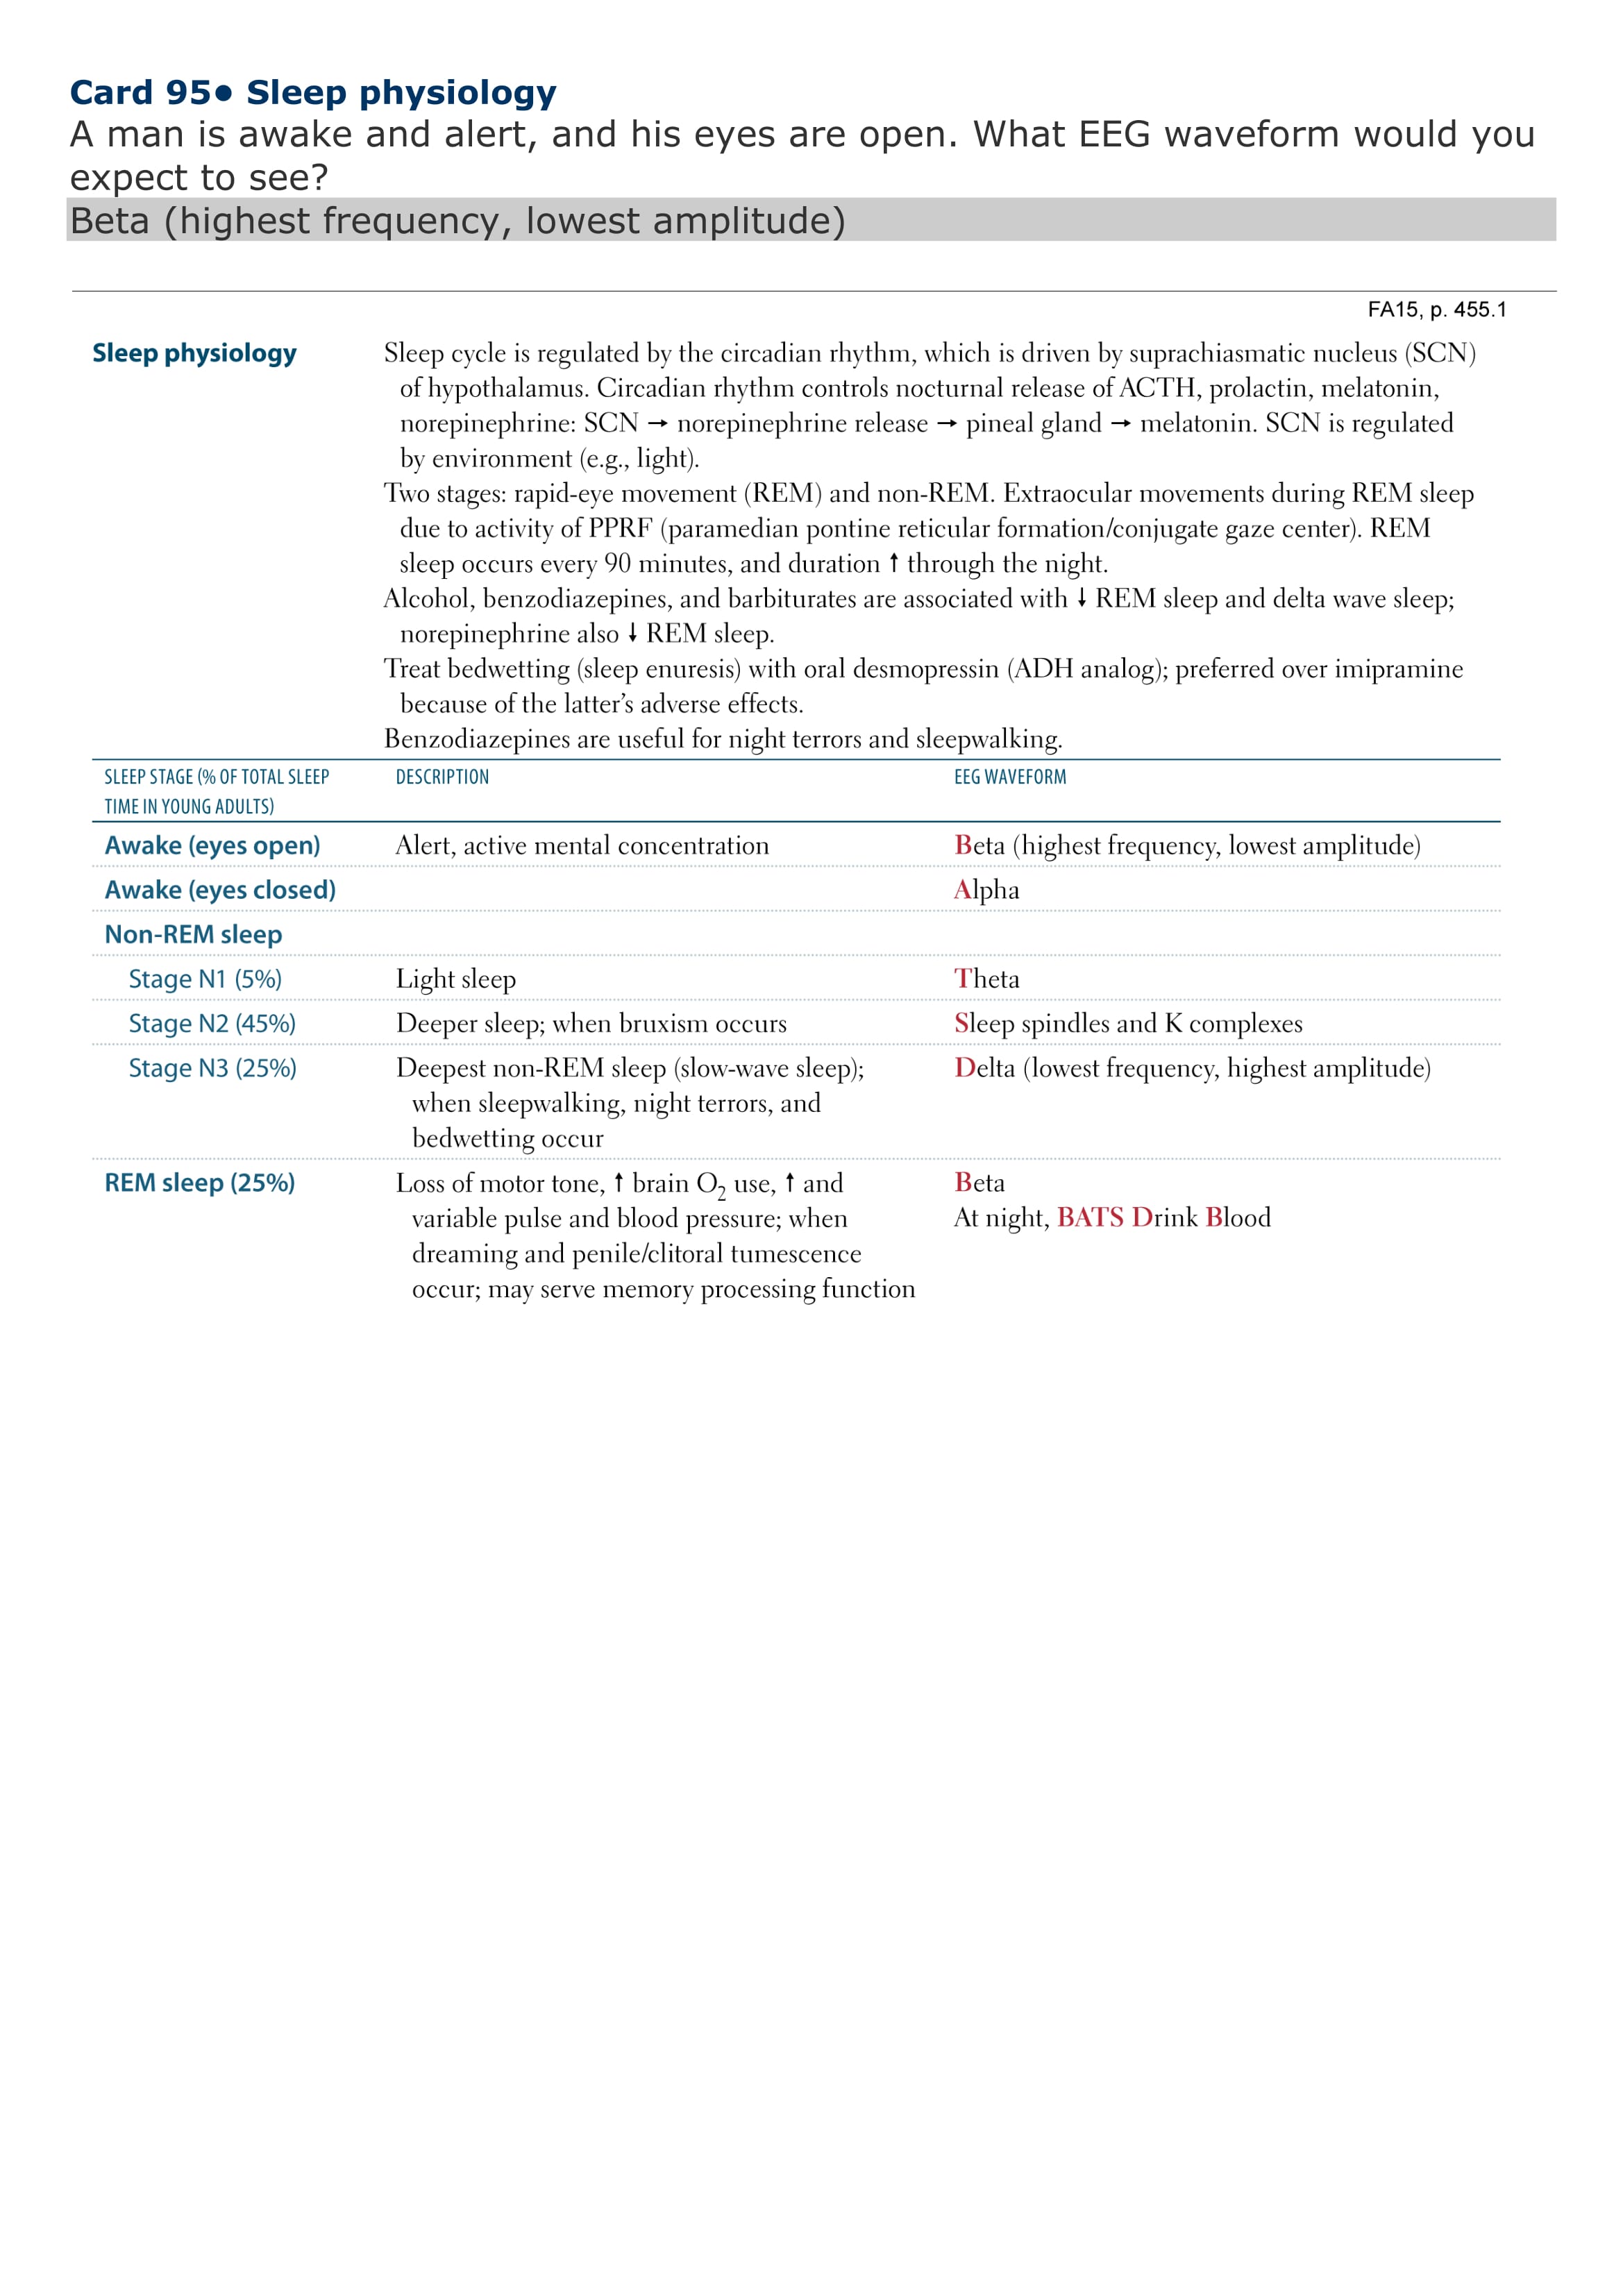 Card 95● Sleep physiology
A man is awake and alert, and his eyes are open. What EEG waveform would you
expect to see?
Beta (highest frequency, lowest amplitude)
FA15, p. 455.1
Sleep physiology
Sleep cycle is regulated by the circadian rhythm, which is driven by suprachiasmatic nucleus (SCN)
of hypothalamus. Circadian rhythm controls nocturnal release of ACTH, prolactin, melatonin,
norepinephrine: SCN → norepinephrine release → pineal gland → melatonin. SCN is regulated
by environment (e.g., light).
Two stages: rapid-eye movement (REM) and non-REM. Extraocular movements during REM sleep
due to activity of PPRF (paramedian pontine reticular formation/conjugate gaze center). REM
sleep occurs every 90 minutes, and duration ↑ through the night.
Alcohol, benzodiazepines, and barbiturates are associated with ↓ REM sleep and delta wave sleep;
norepinephrine also ↓ REM sleep.
Treat bedwetting (sleep enuresis) with oral desmopressin (ADH analog); preferred over imipramine
because of the latter’s adverse effects.
Benzodiazepines are useful for night terrors and sleepwalking.
SLEEP STAGE (% OF TOTAL SLEEP
TIME IN YOUNG ADULTS)
DESCRIPTION
EEG WAVEFORM
Awake (eyes open)
Alert, active mental concentration
Beta (highest frequency, lowest amplitude)
Awake (eyes closed)
Alpha
Non-REM sleep
Stage N1 (5%)
Light sleep
Theta
Stage N2 (45%)
Deeper sleep; when bruxism occurs
Sleep spindles and K complexes
Stage N3 (25%)
Deepest non-REM sleep (slow-wave sleep);
when sleepwalking, night terrors, and
bedwetting occur
Delta (lowest frequency, highest amplitude)
REM sleep (25%)
Loss of motor tone, ↑ brain O₂ use, ↑ and
variable pulse and blood pressure; when
dreaming and penile/clitoral tumescence
occur; may serve memory processing function
Beta
At night, BATS Drink Blood